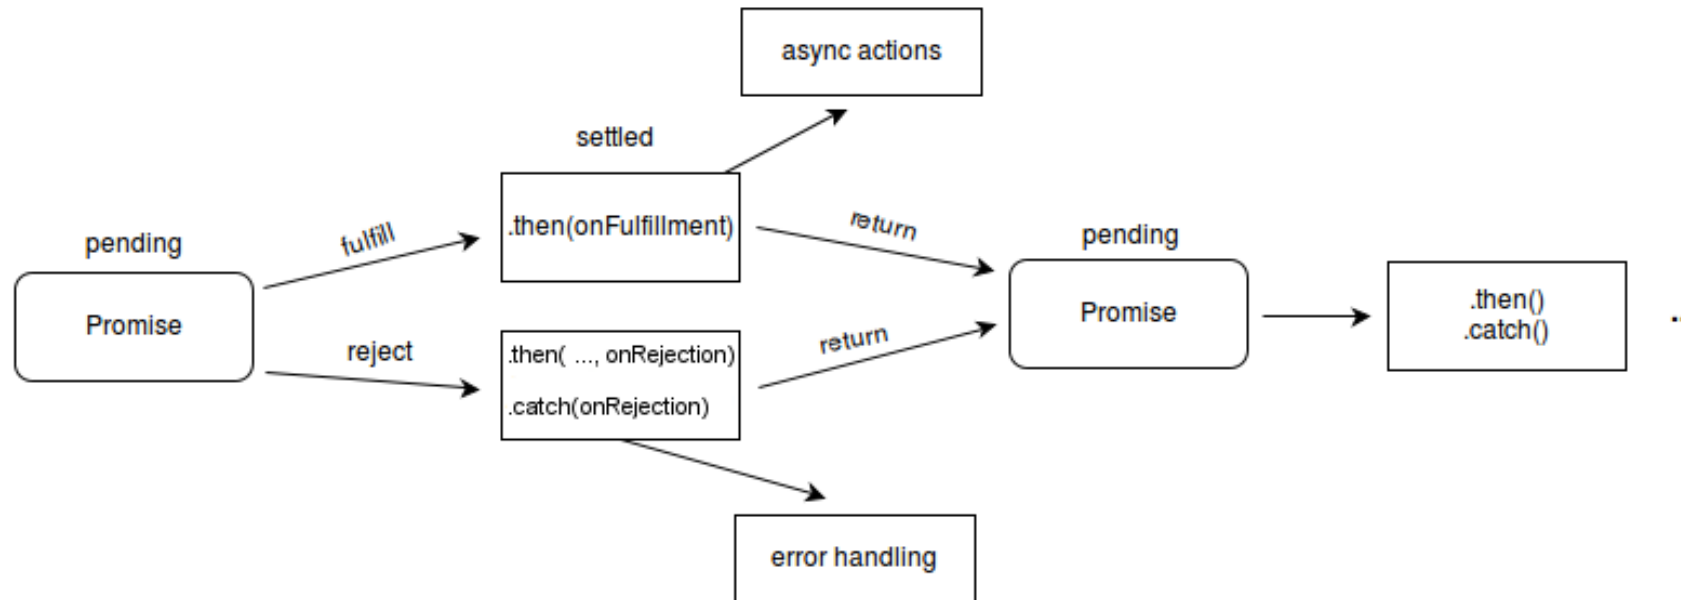 async actions
settled
.then(onFulfillment)
fulfill
return
pending
Promise
pending
Promise
.then()
.catch()
..
reject
.then( ..., onRejection)
.catch(onRejection)
return
error handling